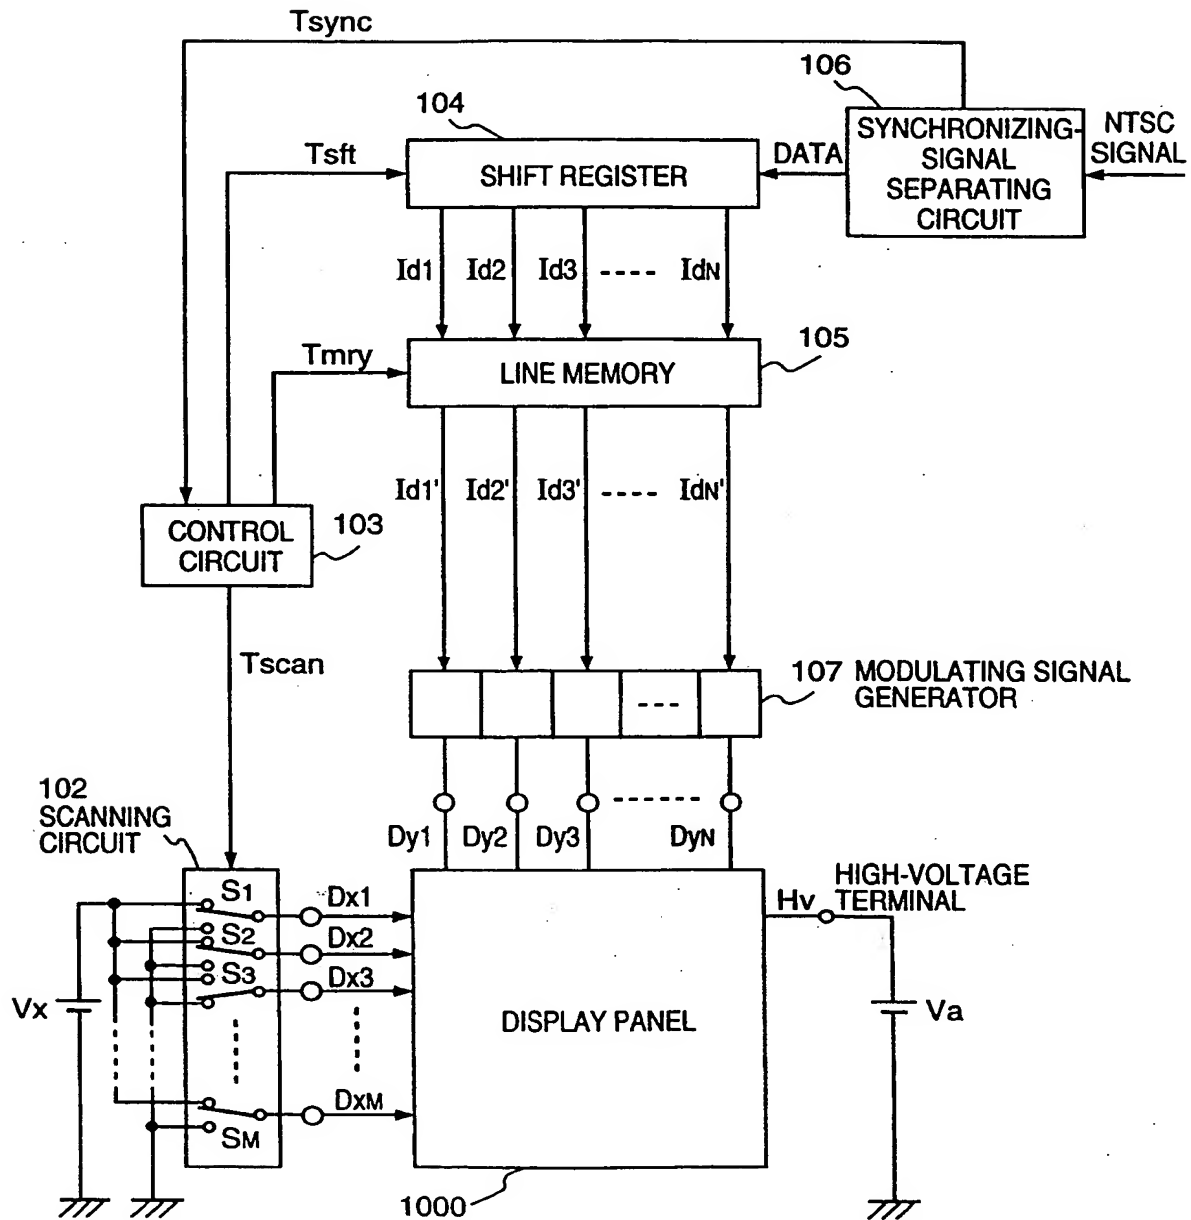 Tsync
106
104
SYNCHRONIZING-
SIGNAL
SEPARATING
CIRCUIT
NTSC
SIGNAL
DATA
Tsft
SHIFT REGISTER
Id1 Id2 Id3 ---- IdN
105
Tmry
LINE MEMORY
Id1' Id2' Id3' ---- IdN'
CONTROL
CIRCUIT
103
Tscan
107 MODULATING SIGNAL
GENERATOR
102
SCANNING
CIRCUIT
Dy1 Dy2 Dy3 DyN
HIGH-VOLTAGE
TERMINAL
Hv
S1
Dx1
S2
Dx2
S3
Dx3
Vx
DISPLAY PANEL
Va
DxM
SM
1000